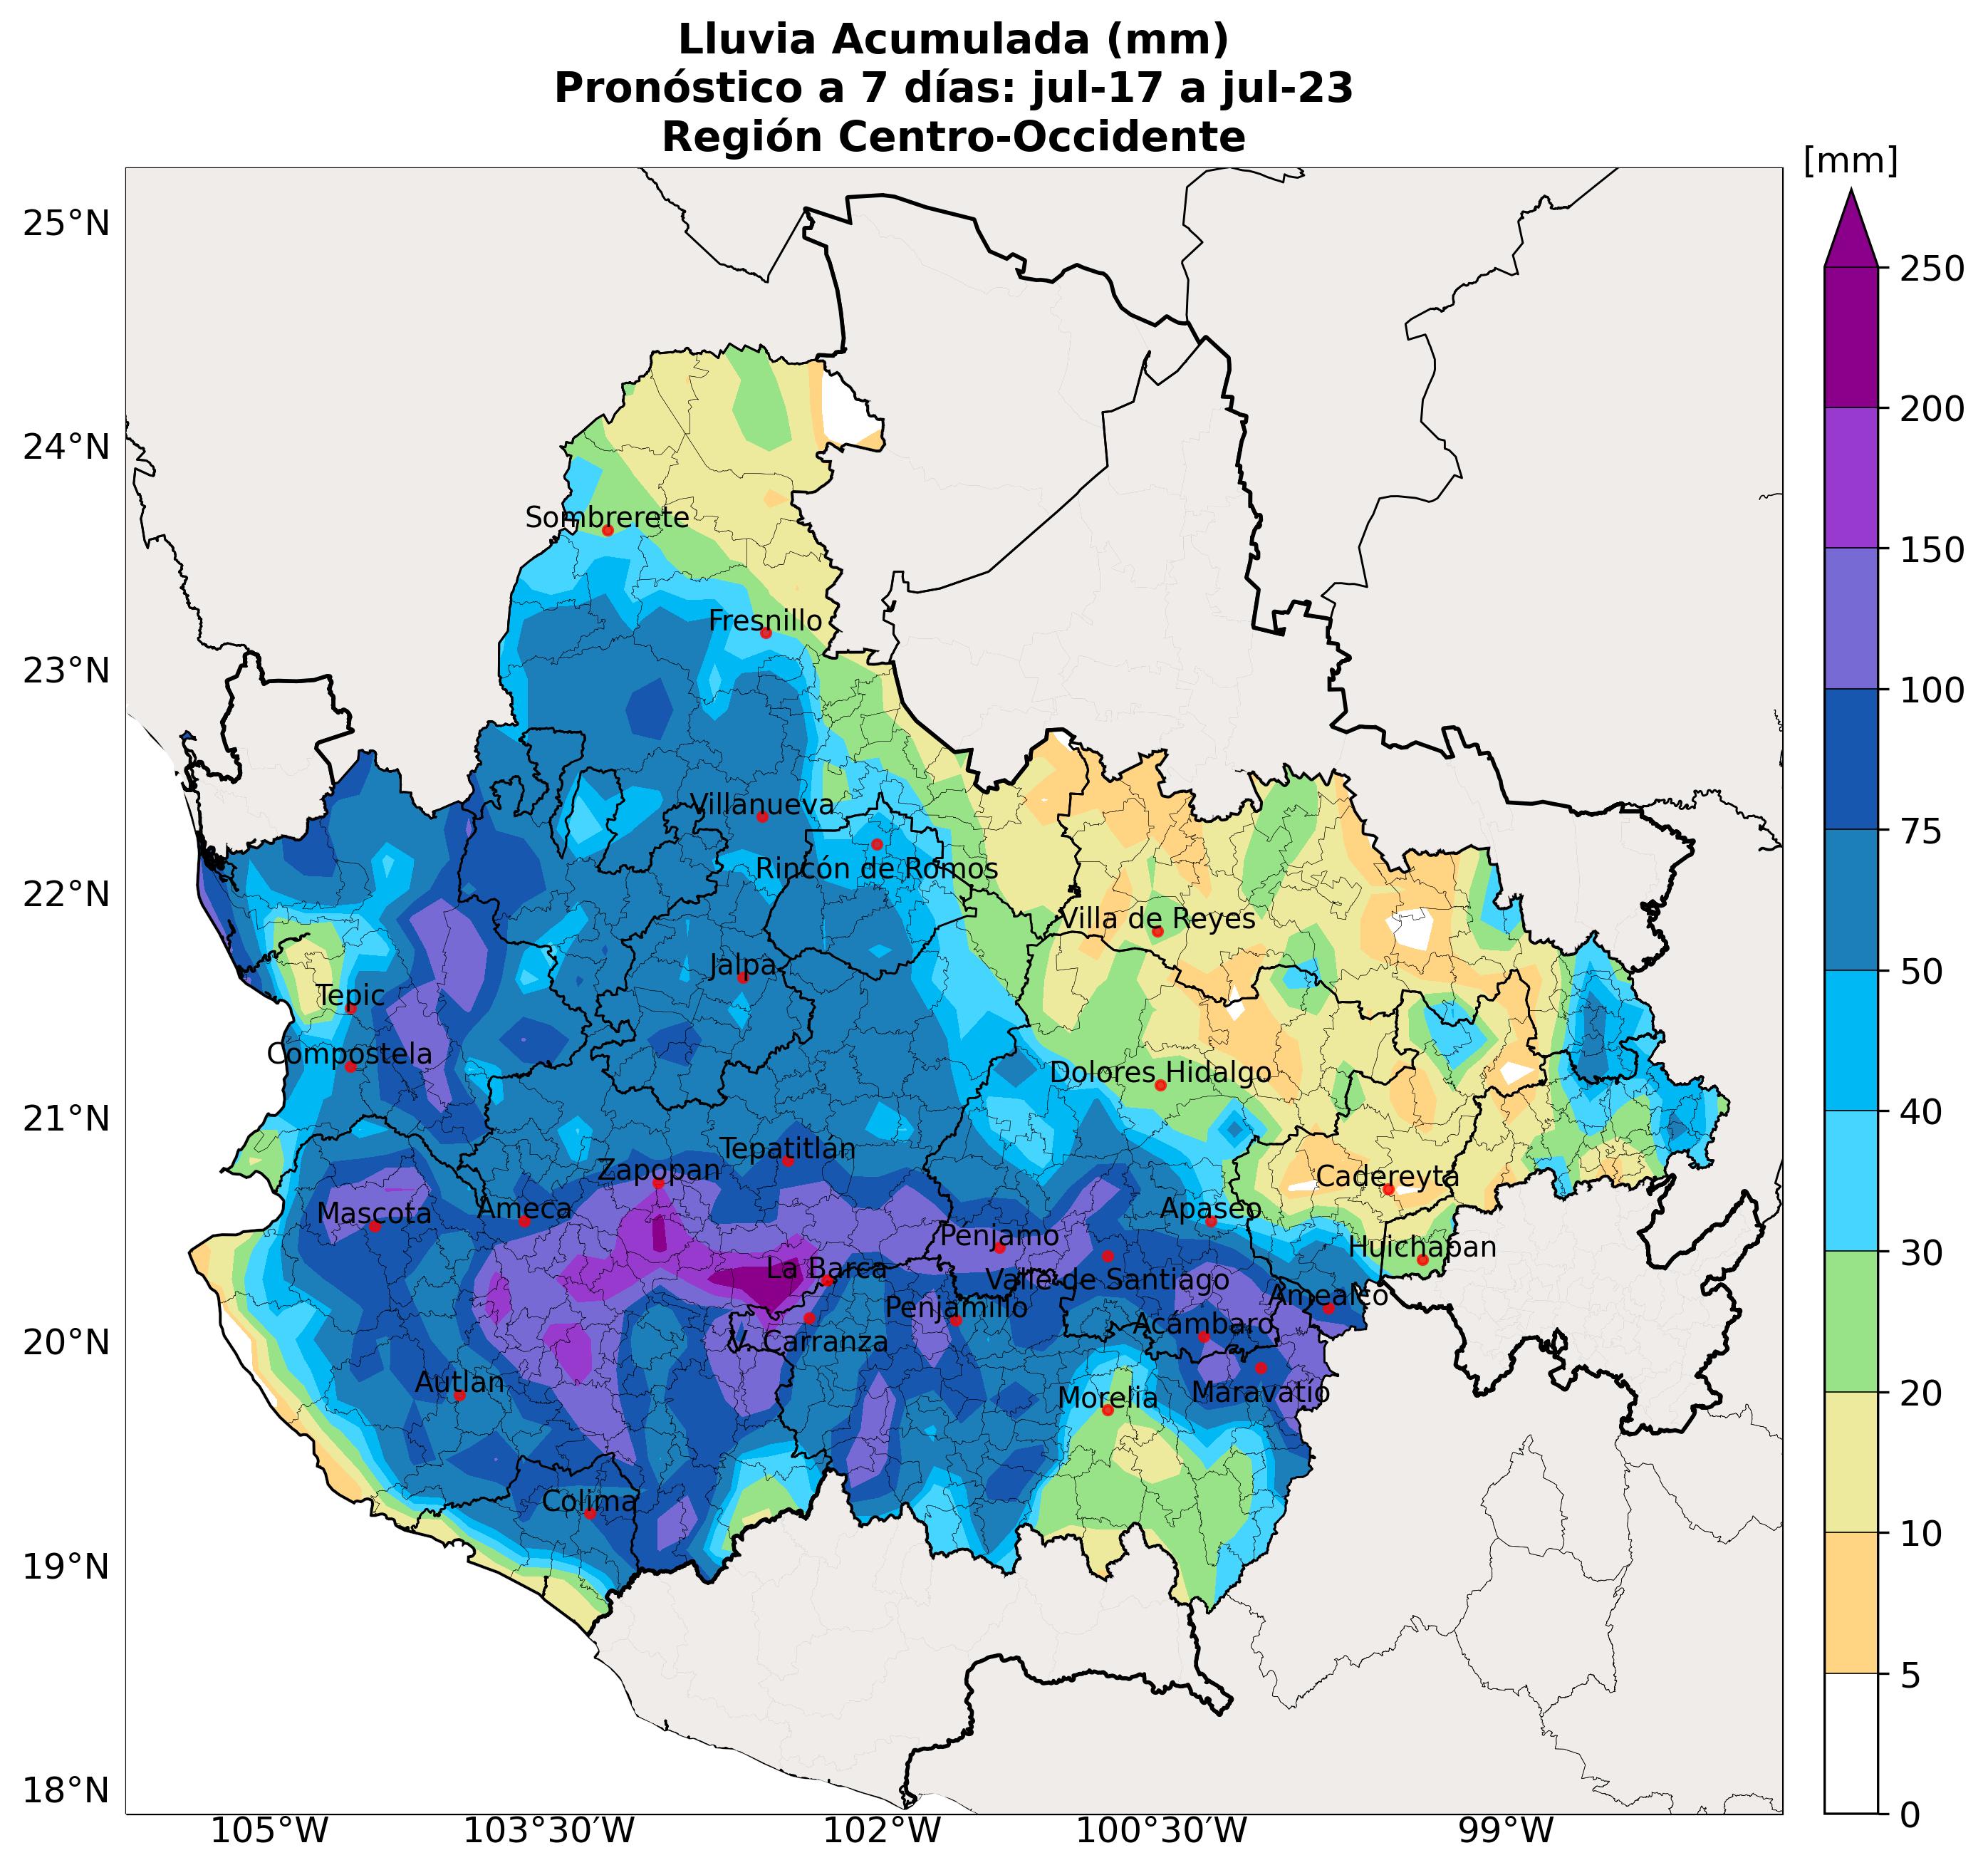 Lluvia Acumulada (mm)
Pronóstico a 7 días: jul-17 a jul-23
Región Centro-Occidente
[mm]
25°N
24°N
23°N
22°N
21°N
20°N
19°N
18°N
105°W
103°30'W
102°W
100°30'W
99°W
250
200
150
100
75
50
40
30
20
10
5
0
Sombrerete
Fresnillo
Villanueva
Rincón de Romos
Villa de Reyes
Jalpa
Tepic
Compostela
Dolores Hidalgo
Tepatitlán
Zapopan
Cadereyta
Mascota
Ameca
Apaseo
Penjamo
Huichapan
La Barca
Valle de Santiago
Amealco
Penjamillo
Acámbaro
V. Carranza
Autlan
Morelia
Maravatío
Colima